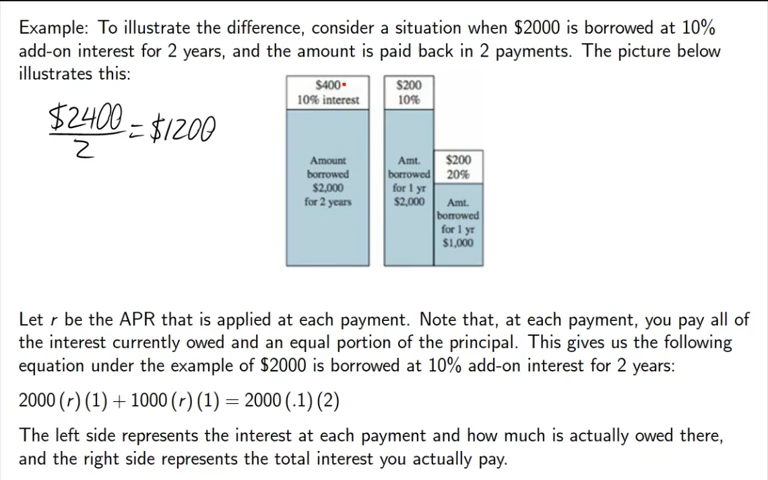 Example: To illustrate the difference, consider a situation when $2000 is borrowed at 10%
add-on interest for 2 years, and the amount is paid back in 2 payments. The picture below
illustrates this:
$2400
2
= $1200
$400
10% interest
Amount
borrowed
$2,000
for 2 years
$200
10%
Amt.
borrowed
for 1 yr
$2,000
$200
20%
Amt.
borrowed
for 1 yr
$1,000
Let r be the APR that is applied at each payment. Note that, at each payment, you pay all of
the interest currently owed and an equal portion of the principal. This gives us the following
equation under the example of $2000 is borrowed at 10% add-on interest for 2 years:
2000 (r) (1) + 1000 (r) (1) = 2000 (.1) (2)
The left side represents the interest at each payment and how much is actually owed there,
and the right side represents the total interest you actually pay.